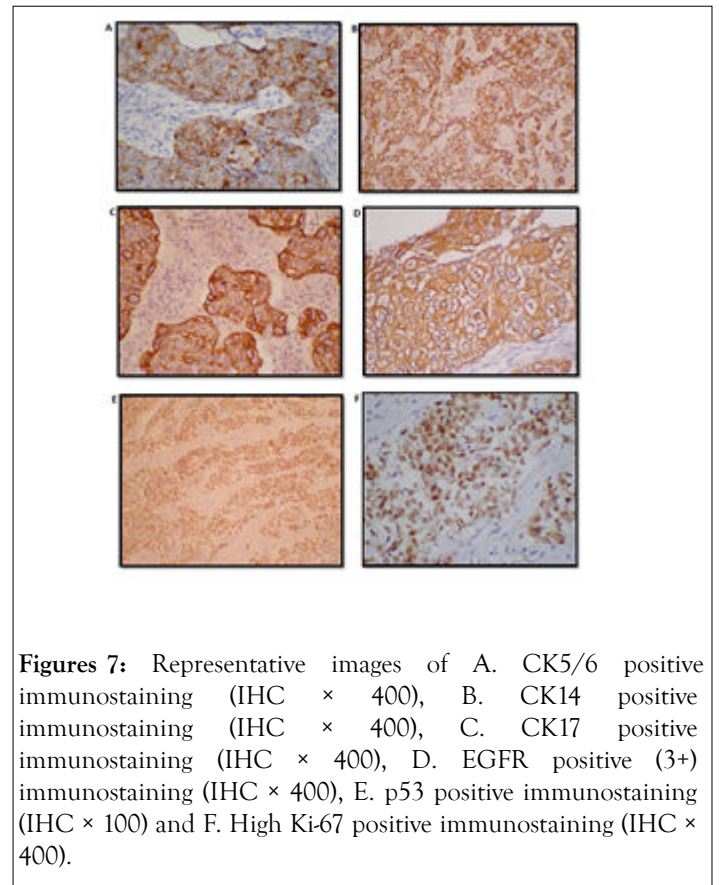 A
B
C
D
E
F
Figures 7: Representative images of A. CK5/6 positive
immunostaining (IHC × 400), B. CK14 positive
immunostaining (IHC × 400), C. CK17 positive
immunostaining (IHC × 400), D. EGFR positive (3+)
immunostaining (IHC × 400), E. p53 positive immunostaining
(IHC × 100) and F. High Ki-67 positive immunostaining (IHC ×
400).